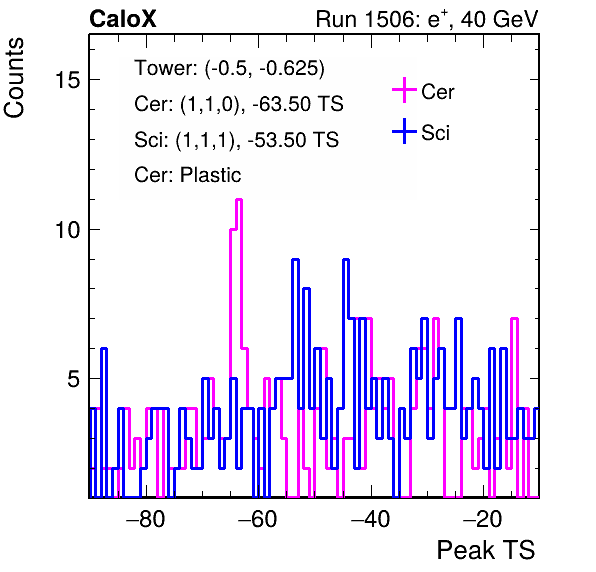 CaloX Run 1506: e⁺, 40 GeV
Counts
Tower: (-0.5, -0.625)
Cer: (1,1,0), -63.50 TS
Sci: (1,1,1), -53.50 TS
Cer: Plastic
Cer
Sci
15
10
5
−80 −60 −40 −20
Peak TS